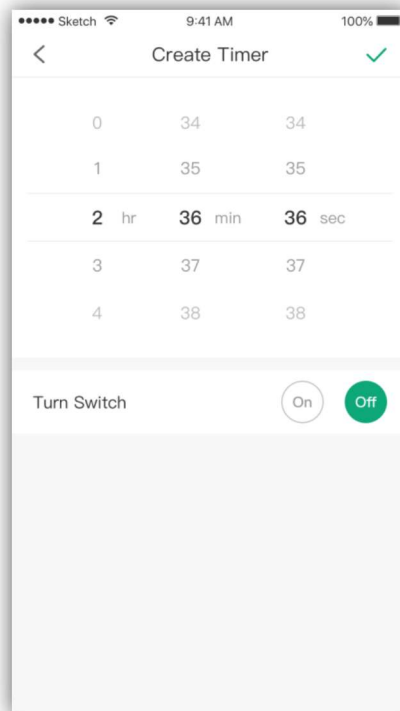 Sketch 9:41 AM 100%
Create Timer
0 34 34
1 35 35
2 hr 36 min 36 sec
3 37 37
4 38 38
Turn Switch On Off